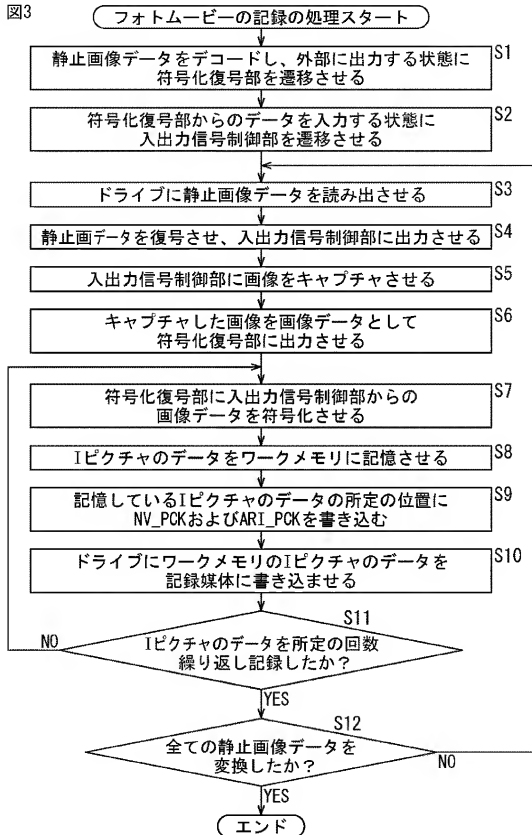 図3
フォトムービーの記録の処理スタート
静止画像データをデコードし、外部に出力する状態に
符号化復号部を遷移させる
S1
符号化復号部からのデータを入力する状態に
入出力信号制御部を遷移させる
S2
ドライブに静止画像データを読み出させる
S3
静止画データを復号させ、入出力信号制御部に出力させる
S4
入出力信号制御部に画像をキャプチャさせる
S5
キャプチャした画像を画像データとして
符号化復号部に出力させる
S6
符号化復号部に入出力信号制御部からの
画像データを符号化させる
S7
Iピクチャのデータをワークメモリに記憶させる
S8
記憶しているIピクチャのデータの所定の位置に
NV_PCKおよびARI_PCKを書き込む
S9
ドライブにワークメモリのIピクチャのデータを
記録媒体に書き込ませる
S10
S11
NO
Iピクチャのデータを所定の回数
繰り返し記録したか？
YES
S12
全ての静止画像データを
変換したか？
NO
YES
エンド